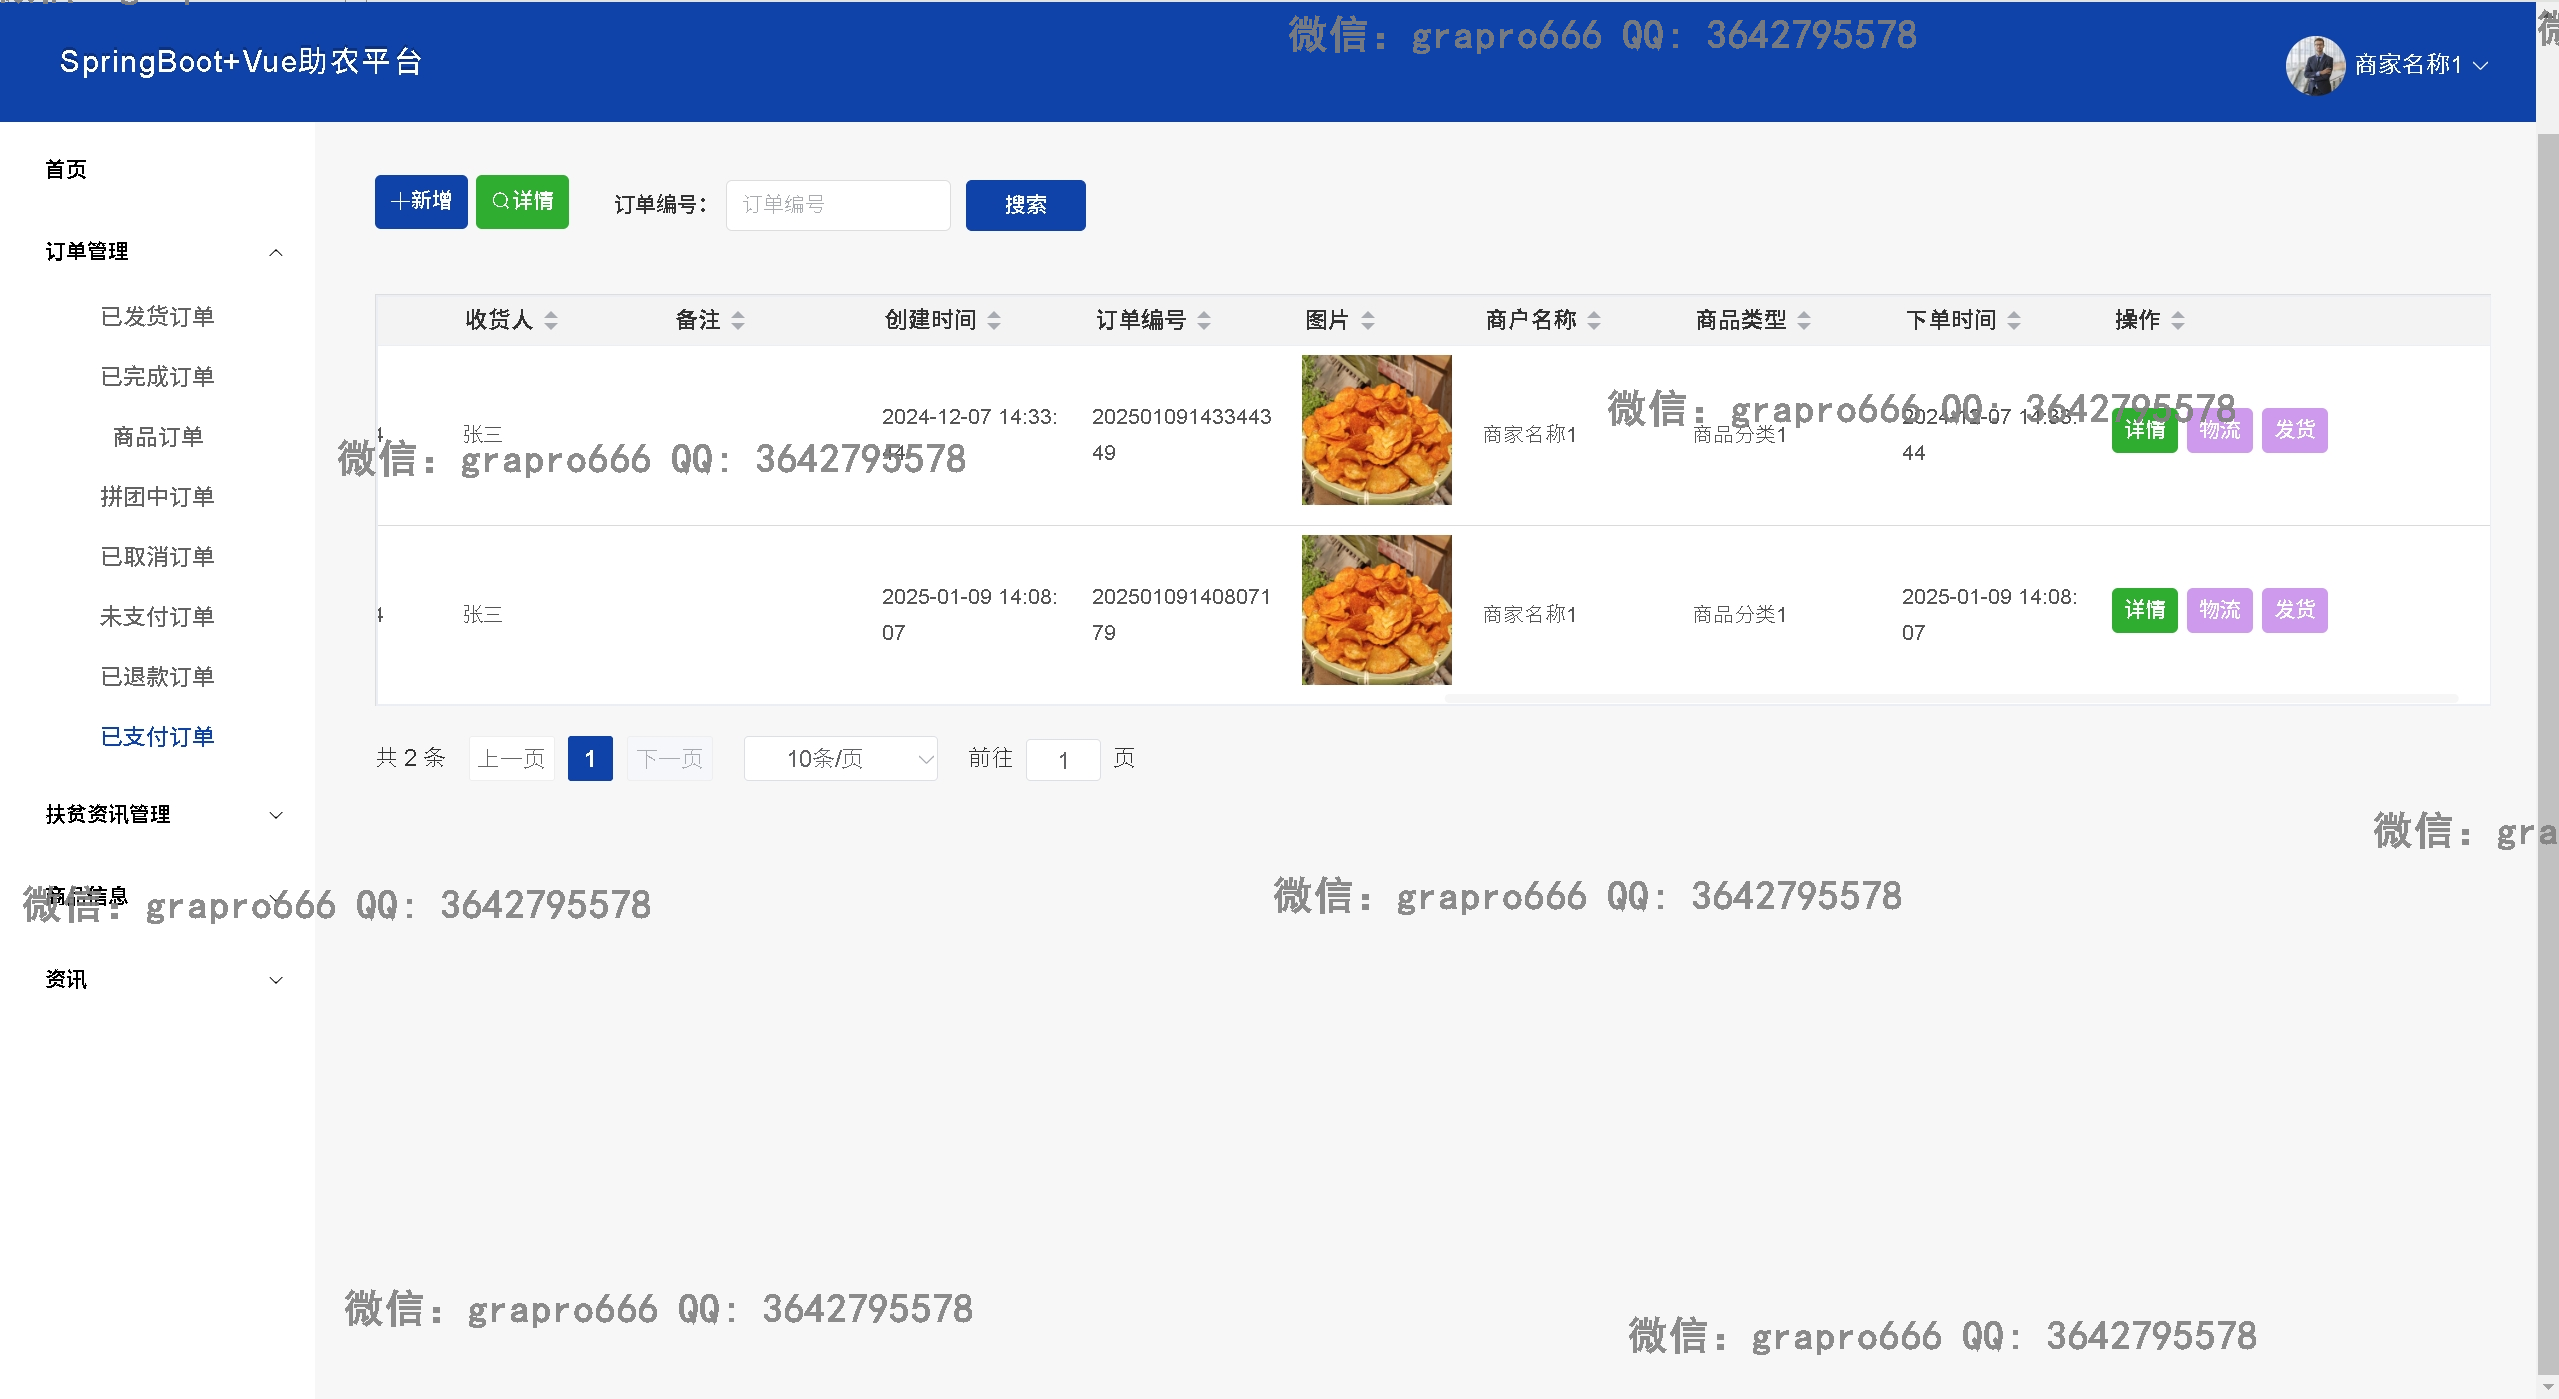 微信: grapro666 QQ: 3642795578
SpringBoot+Vue助农平台
商家名称1
首页
新增
详情
订单编号:
订单编号
搜索
订单管理
已发货订单
已完成订单
商品订单
拼团中订单
已取消订单
未支付订单
已退款订单
已支付订单
扶贫资讯管理
商品信息
资讯
收货人 备注 创建时间 订单编号 图片 商户名称 商品类型 下单时间 操作
微信: grapro666 QQ: 3642795578
4 张三 2024-12-07 14:33: 202501091433443 商家名称1 商品分类1 2024-12-07 14:33: 详情 物流 发货
44 49 44
微信: grapro666 QQ: 3642795578
4 张三 2025-01-09 14:08: 202501091408071 商家名称1 商品分类1 2025-01-09 14:08: 详情 物流 发货
07 79 07
共 2 条 上一页 1 下一页 10条/页 前往 1 页
微信: gra
微信: grapro666 QQ: 3642795578
微信: grapro666 QQ: 3642795578
微信: grapro666 QQ: 3642795578
微信: grapro666 QQ: 3642795578